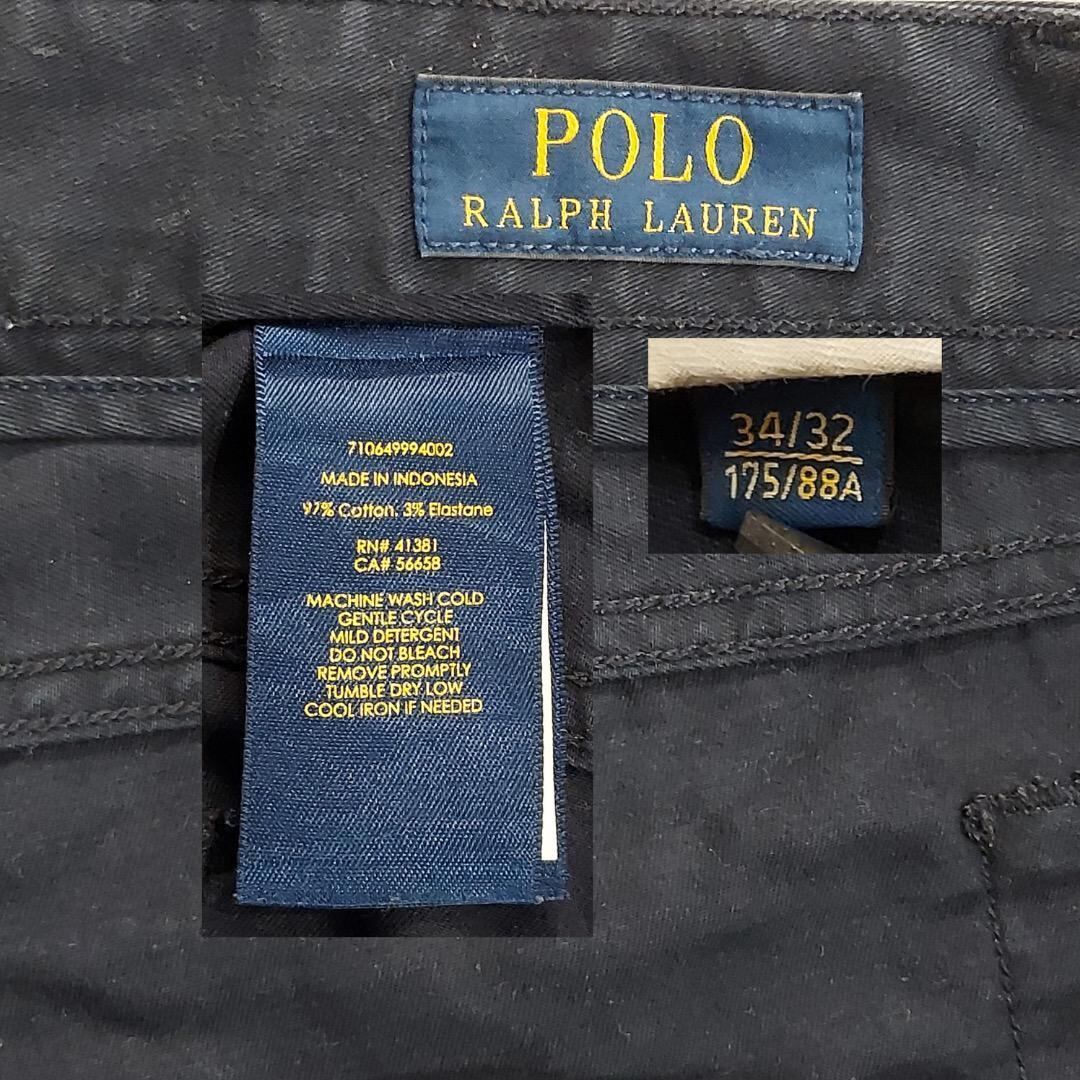 POLO
RALPH LAUREN
710649994002
MADE IN INDONESIA
97% Cotton. 3% Elastane
RN# 41381
CA# 56658
MACHINE WASH COLD
GENTLE CYCLE
MILD DETERGENT
DO NOT BLEACH
REMOVE PROMPTLY
TUMBLE DRY LOW
COOL IRON IF NEEDED
34/32
175/88A